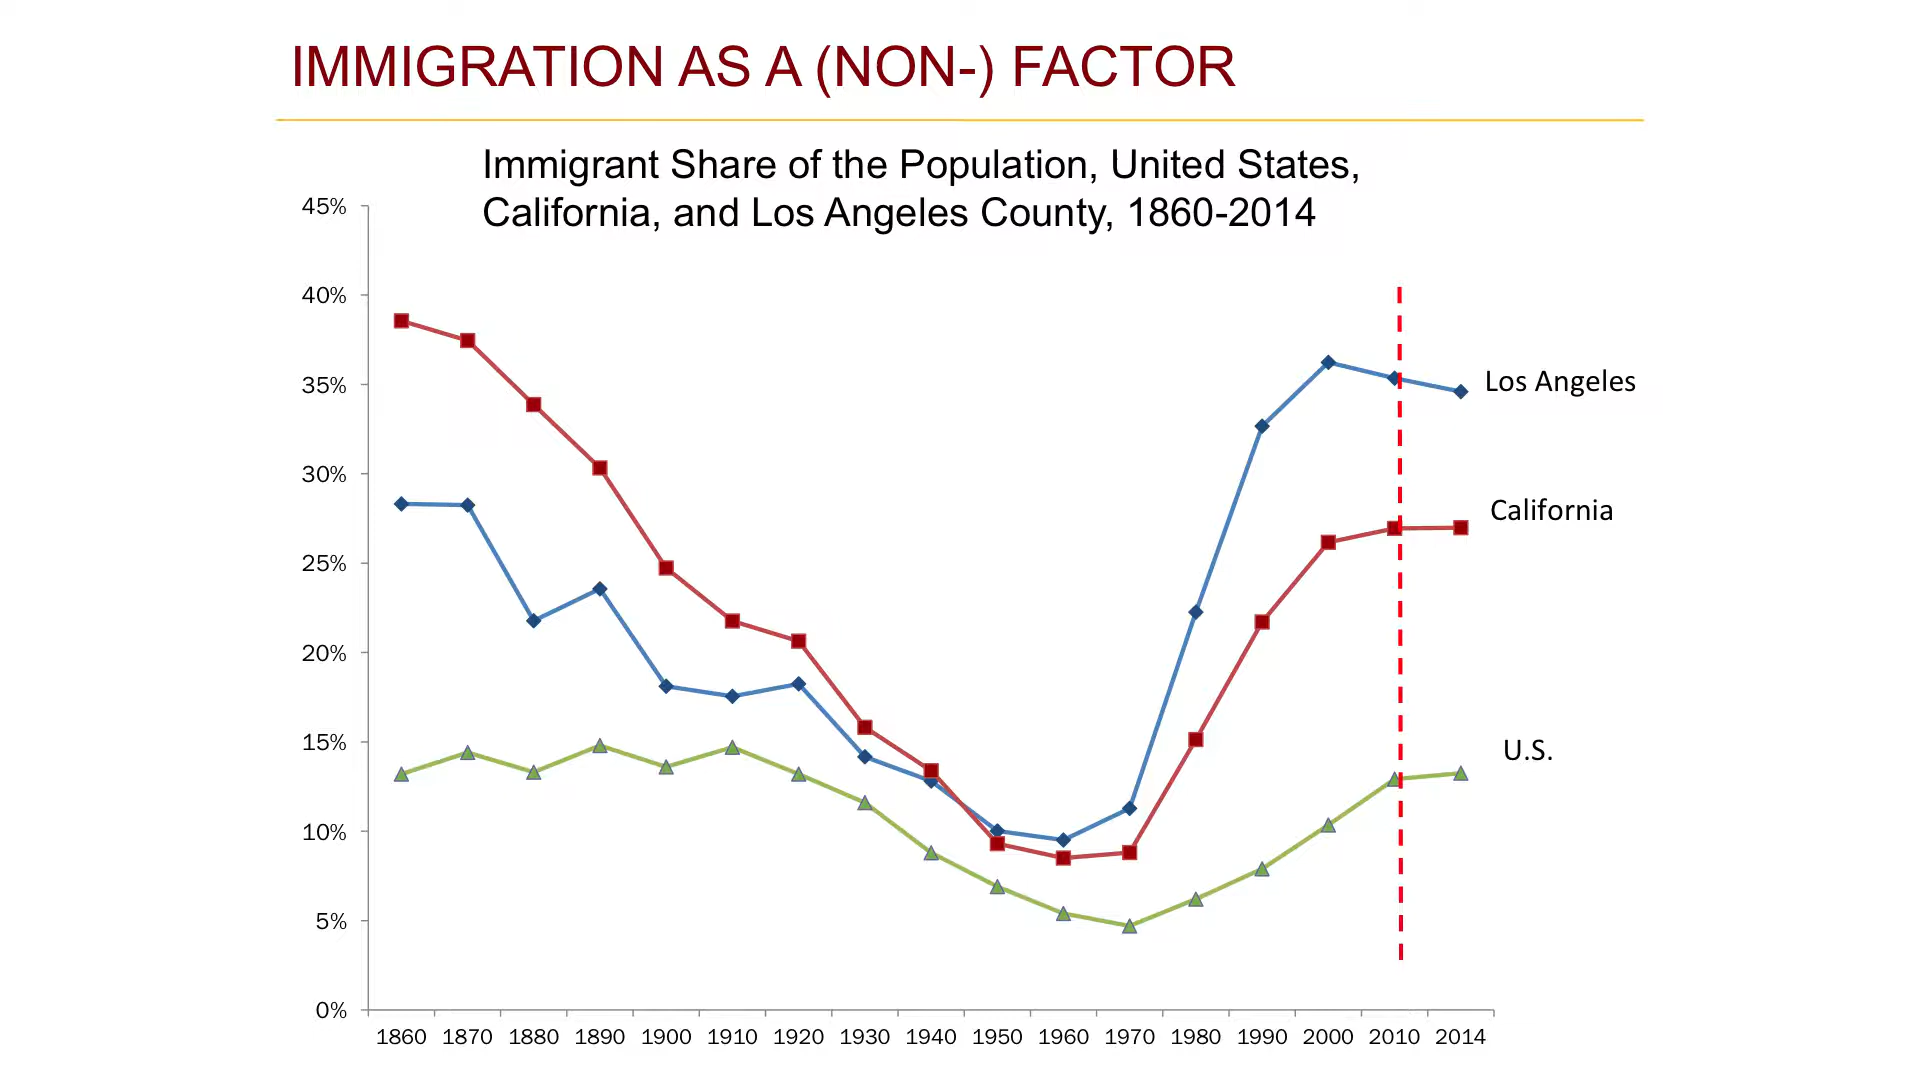 IMMIGRATION AS A (NON-) FACTOR
Immigrant Share of the Population, United States,
California, and Los Angeles County, 1860-2014
45%
40%
35%
30%
25%
20%
15%
10%
5%
0%
Los Angeles
California
U.S.
1860 1870 1880 1890 1900 1910 1920 1930 1940 1950 1960 1970 1980 1990 2000 2010 2014